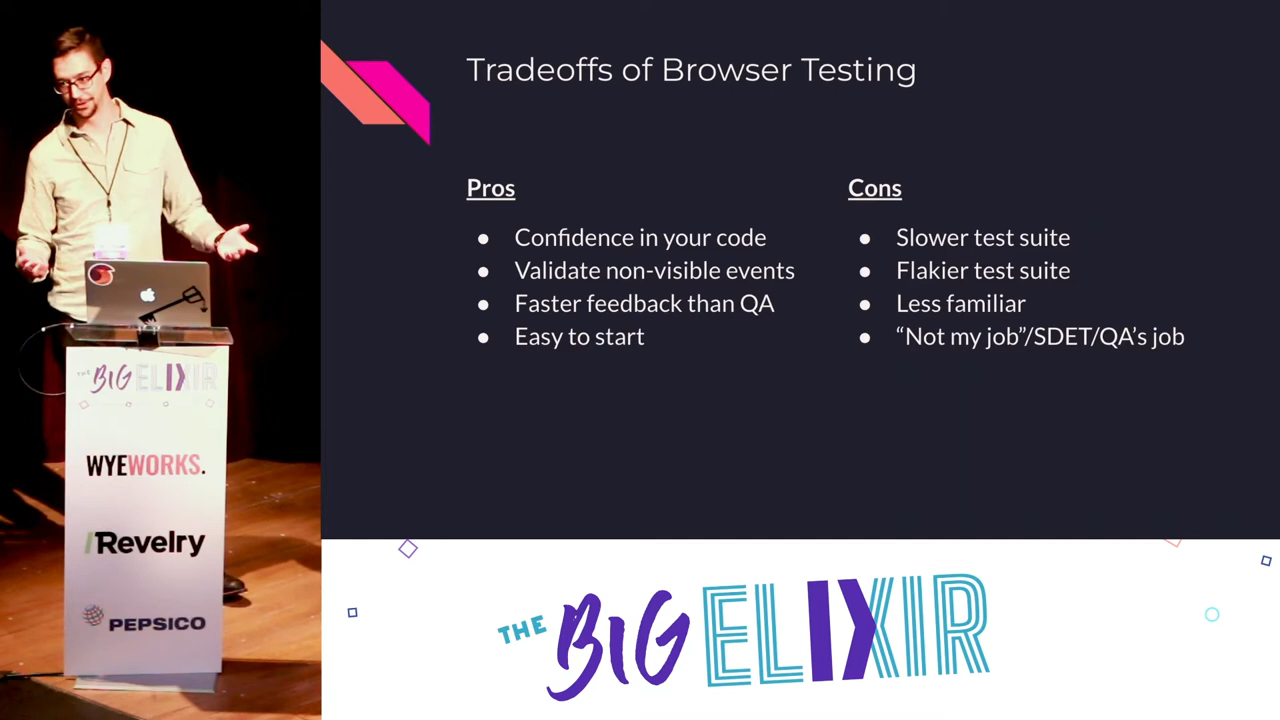 Tradeoffs of Browser Testing
Pros
● Confidence in your code
● Validate non-visible events
● Faster feedback than QA
● Easy to start
Cons
● Slower test suite
● Flakier test suite
● Less familiar
● “Not my job”/SDET/QA’s job
THE BIG ELIXIR
WYEWORKS.
Revelry
PEPSICO
THE BIG ELIXIR